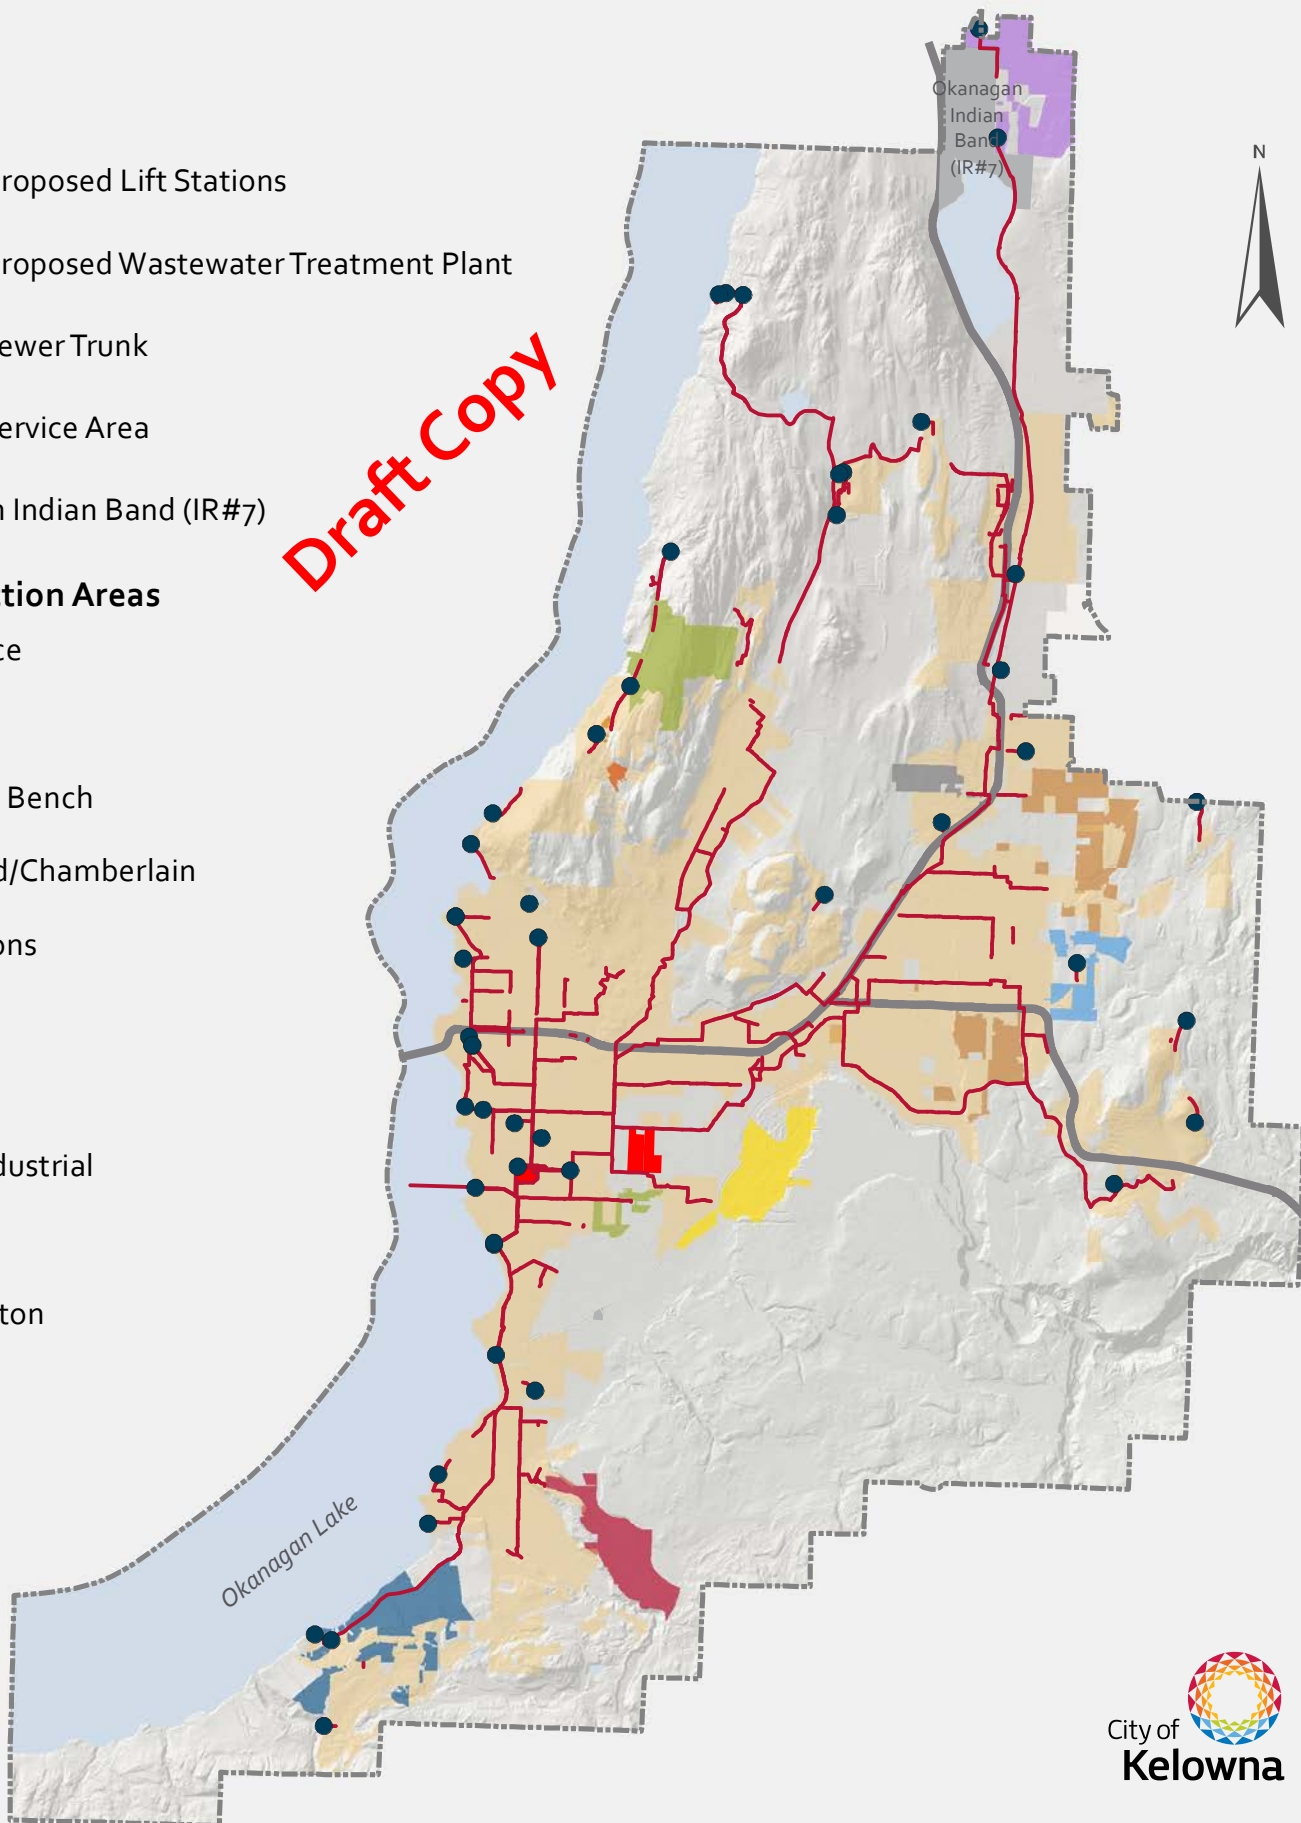 Okanagan
Indian
Band
(IR#7)
N
roposed Lift Stations
roposed Wastewater Treatment Plant
ewer Trunk
ervice Area
n Indian Band (IR#7)
Draft Copy
tion Areas
ce
Bench
d/Chamberlain
ons
dustrial
ton
Okanagan Lake
City of
Kelowna